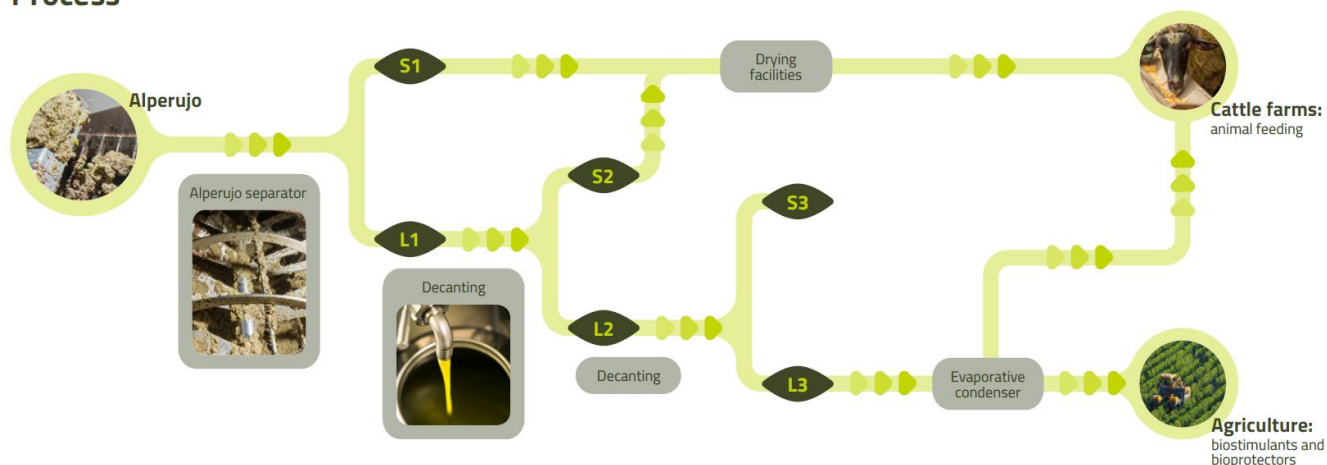 Process
Alperujo
Alperujo separator
S1
L1
Decanting
S2
L2
Decanting
S3
L3
Drying
facilities
Evaporative
condenser
Cattle farms:
animal feeding
Agriculture:
biostimulants and
bioprotectors